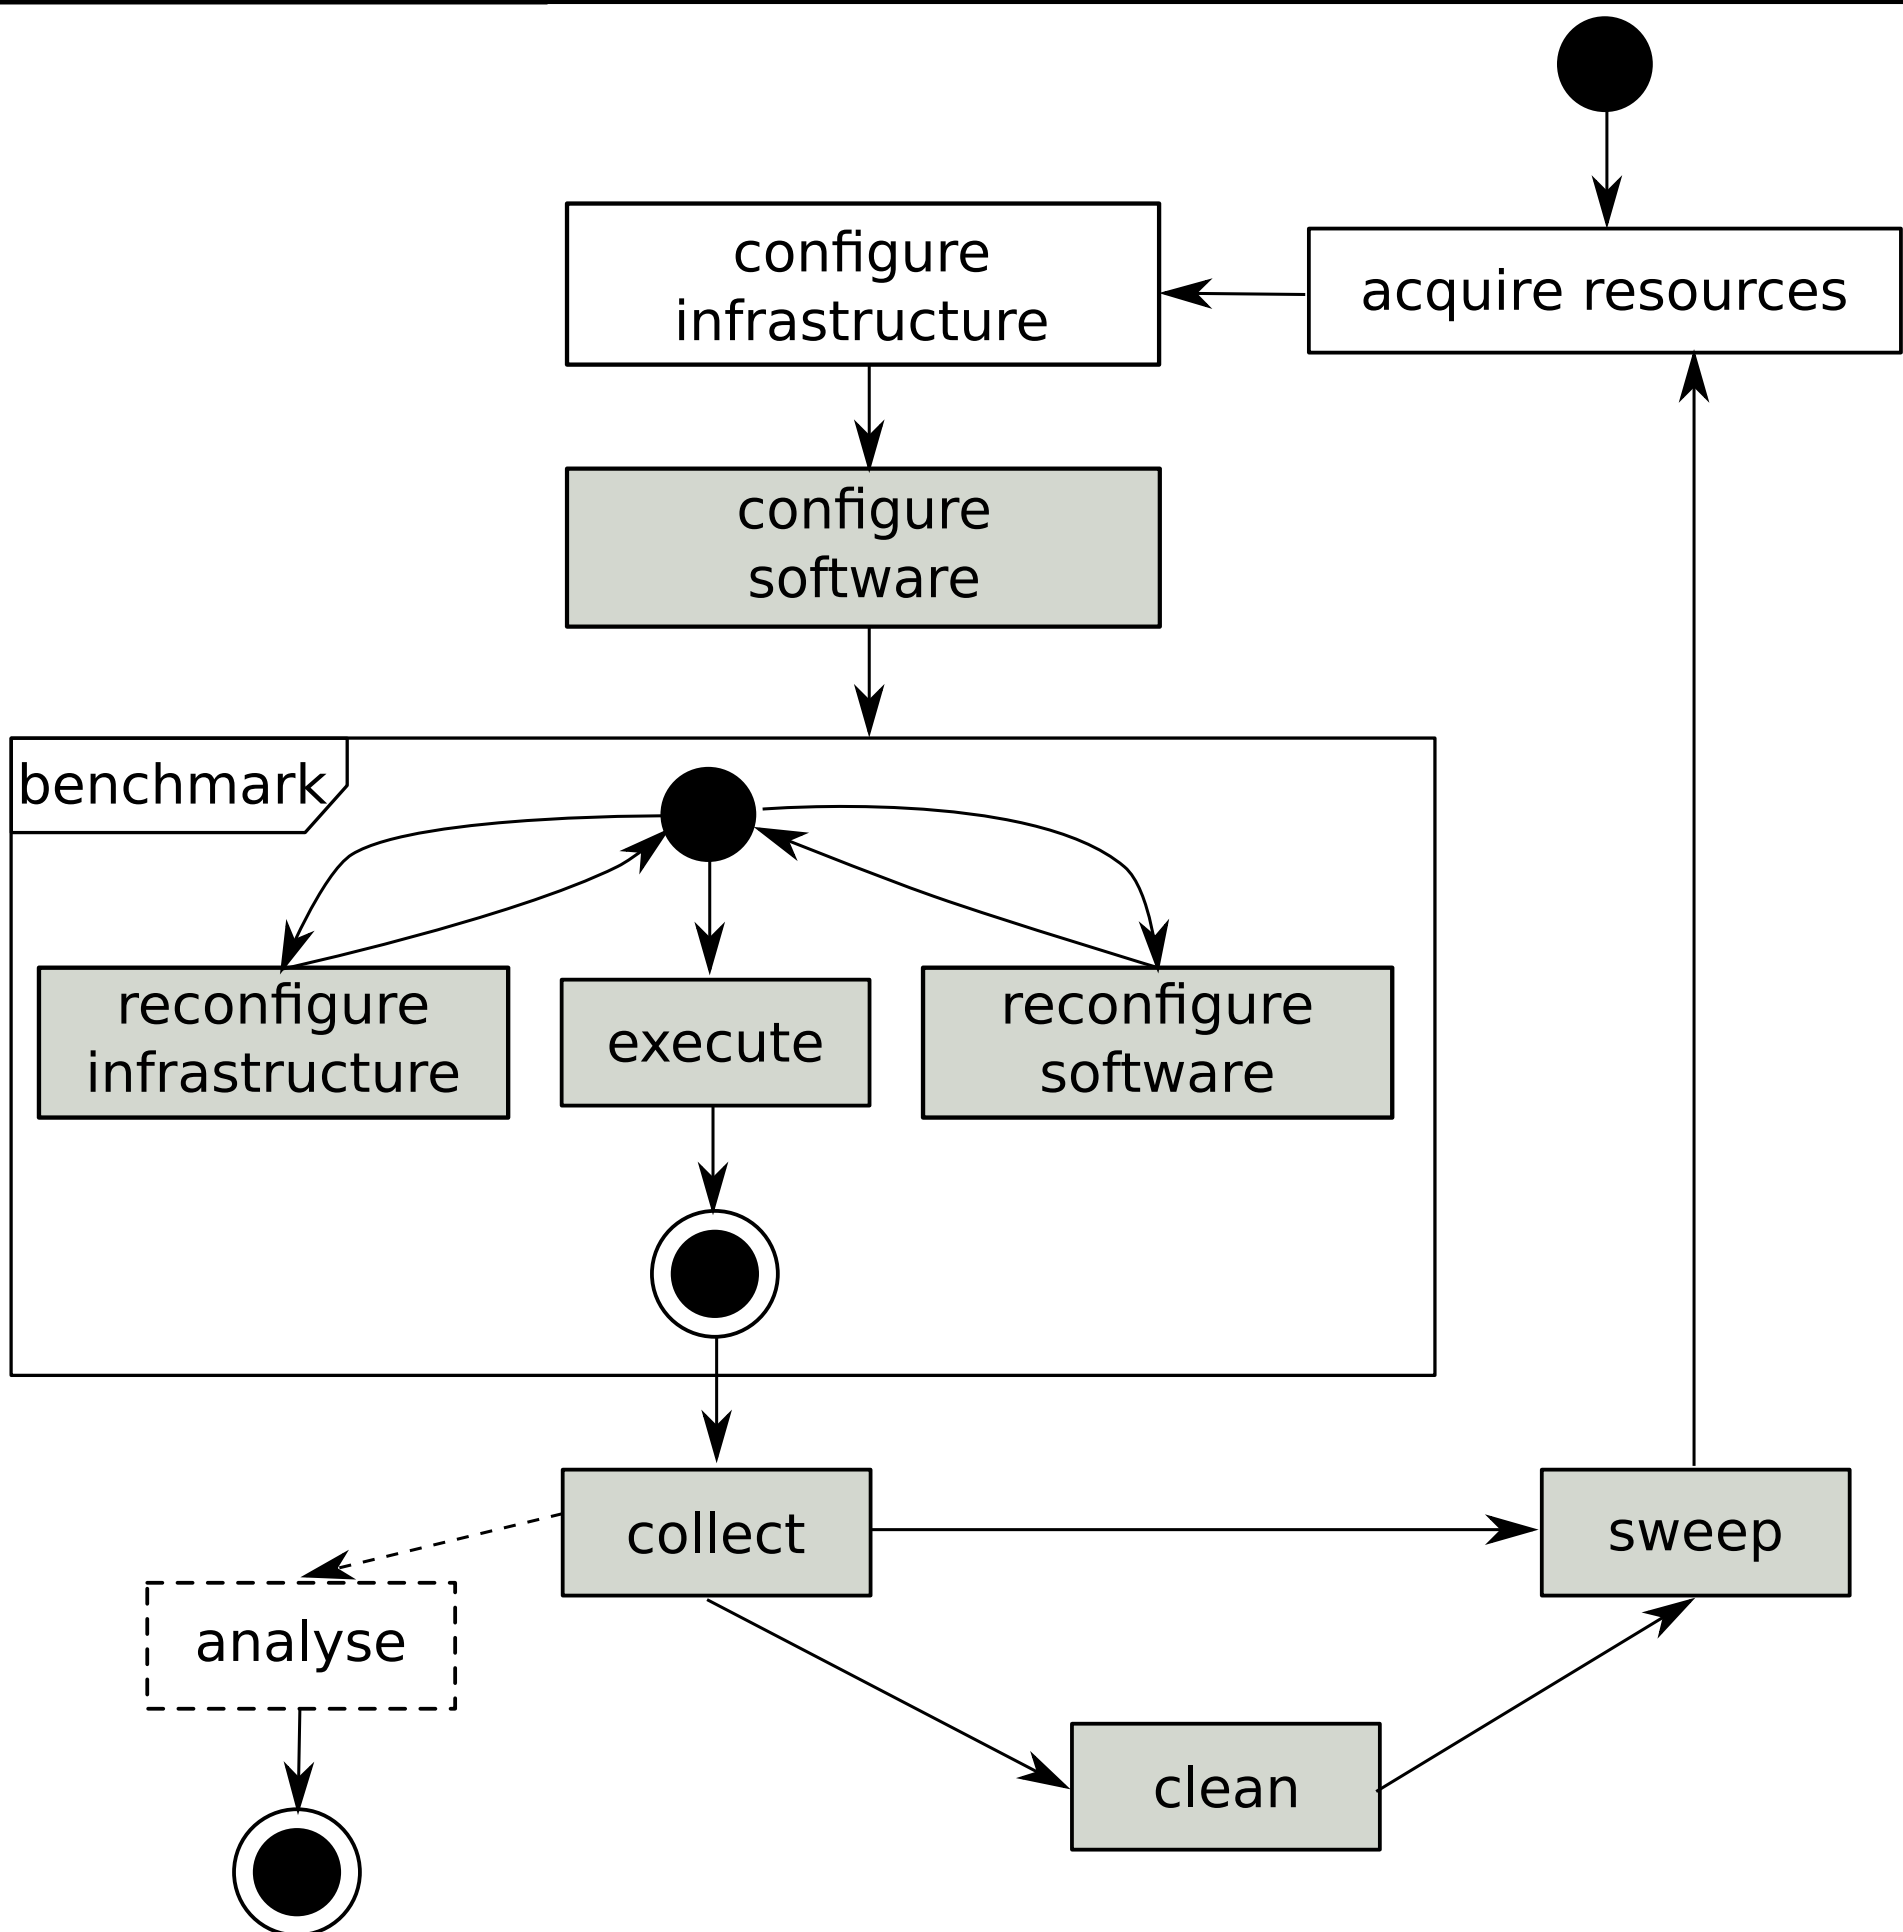 acquire resources
configure
infrastructure
configure
software
benchmark
reconfigure
infrastructure
execute
reconfigure
software
collect
sweep
analyse
clean